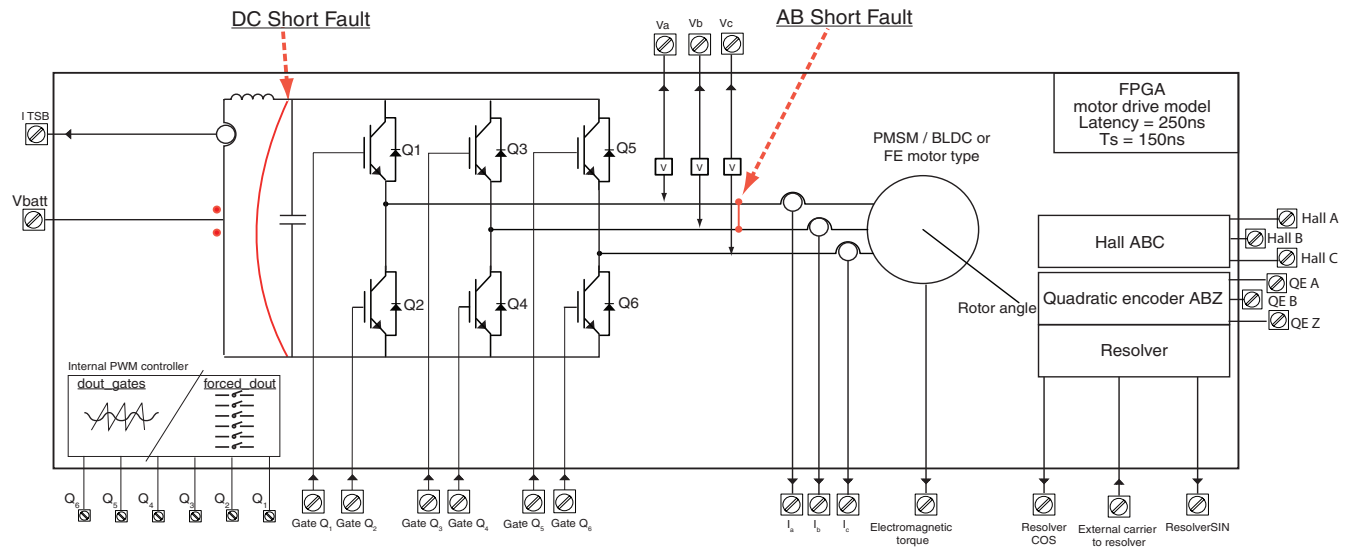 DC Short Fault
AB Short Fault
Va
Vb
Vc
I TSB
Vbatt
Q1
Q3
Q5
Q2
Q4
Q6
V
V
V
PMSM / BLDC or
FE motor type
FPGA
motor drive model
Latency = 250ns
Ts = 150ns
Rotor angle
Hall ABC
Quadratic encoder ABZ
Resolver
Hall A
Hall B
Hall C
QE A
QE B
QE Z
Internal PWM controller
dout_gates
forced_dout
Q6
Q5
Q4
Q3
Q2
Q1
Gate Q1
Gate Q2
Gate Q3
Gate Q4
Gate Q5
Gate Q6
Ia
Ib
Ic
Electromagnetic
torque
Resolver
COS
External carrier
to resolver
ResolverSIN